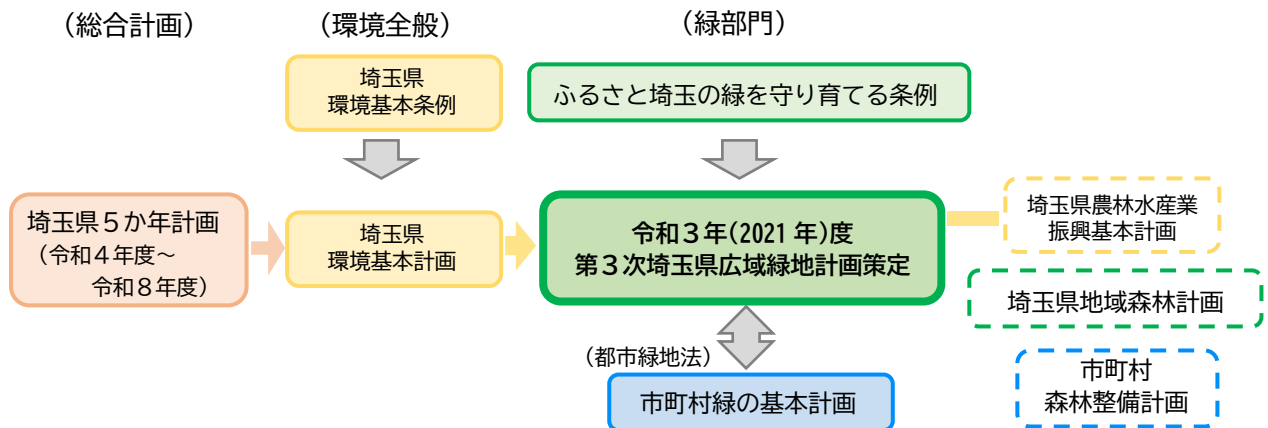 （総合計画）
（環境全般）
（緑部門）
埼玉県
環境基本条例
ふるさと埼玉の緑を守り育てる条例
埼玉県５か年計画
（令和４年度～
令和８年度）
埼玉県
環境基本計画
令和３年(2021 年)度
第３次埼玉県広域緑地計画策定
埼玉県農林水産業
振興基本計画
埼玉県地域森林計画
（都市緑地法）
市町村緑の基本計画
市町村
森林整備計画